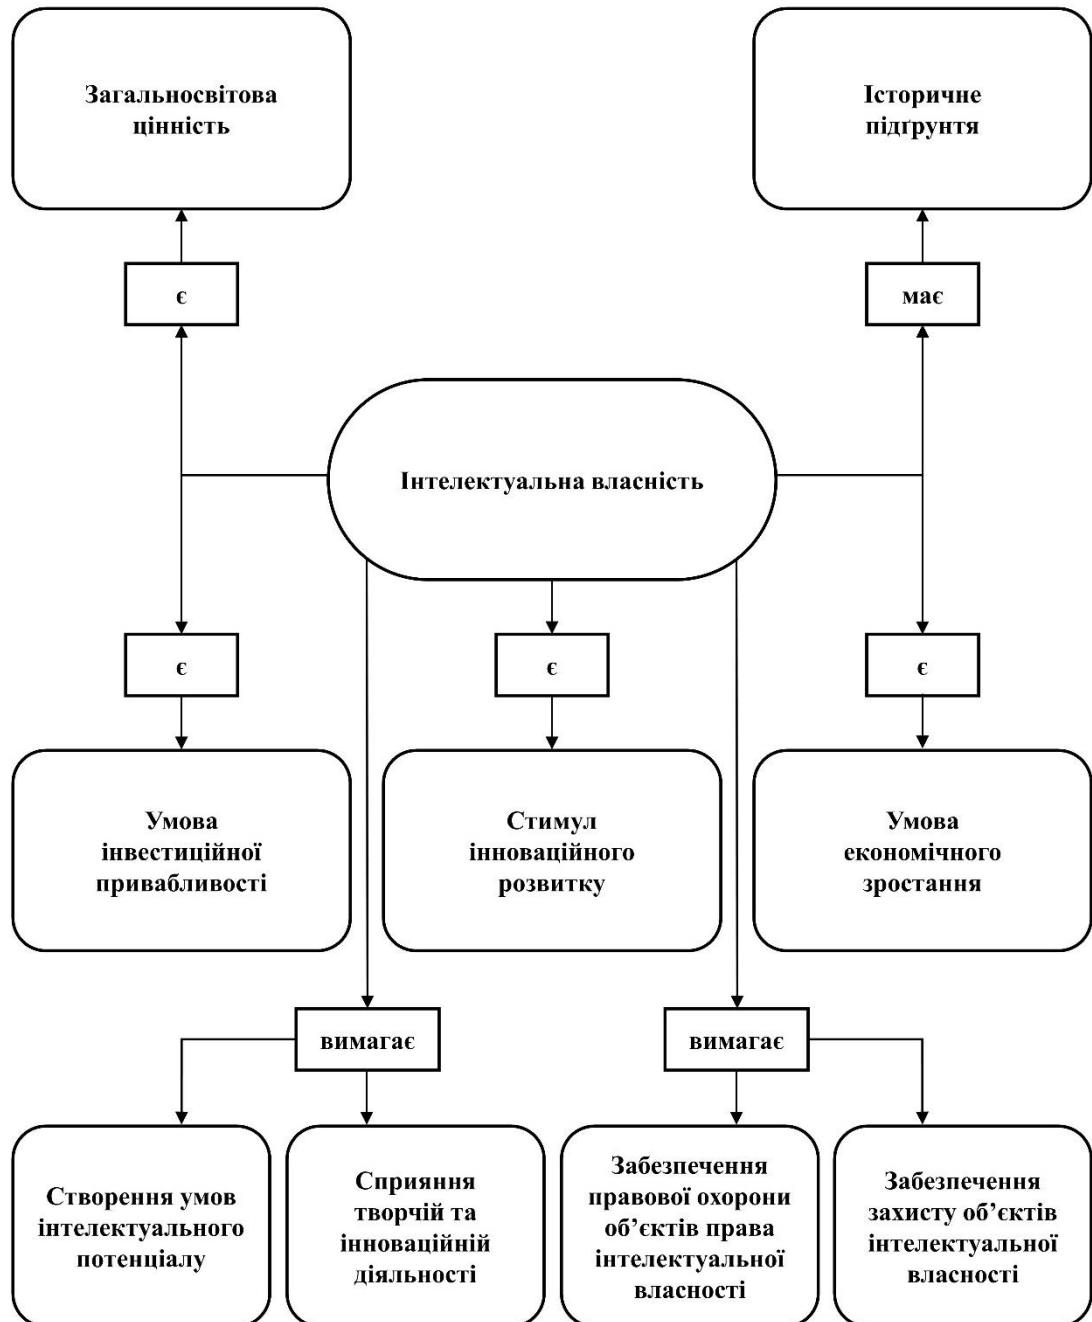 Загальносвітова
цінність
Історичне
підґрунтя
є
має
Інтелектуальна власність
є
є
є
Умова
інвестиційної
привабливості
Стимул
інноваційного
розвитку
Умова
економічного
зростання
вимагає
вимагає
Створення умов
інтелектуального
потенціалу
Сприяння
творчій та
інноваційній
діяльності
Забезпечення
правової охорони
об’єктів права
інтелектуальної
власності
Забезпечення
захисту об’єктів
інтелектуальної
власності